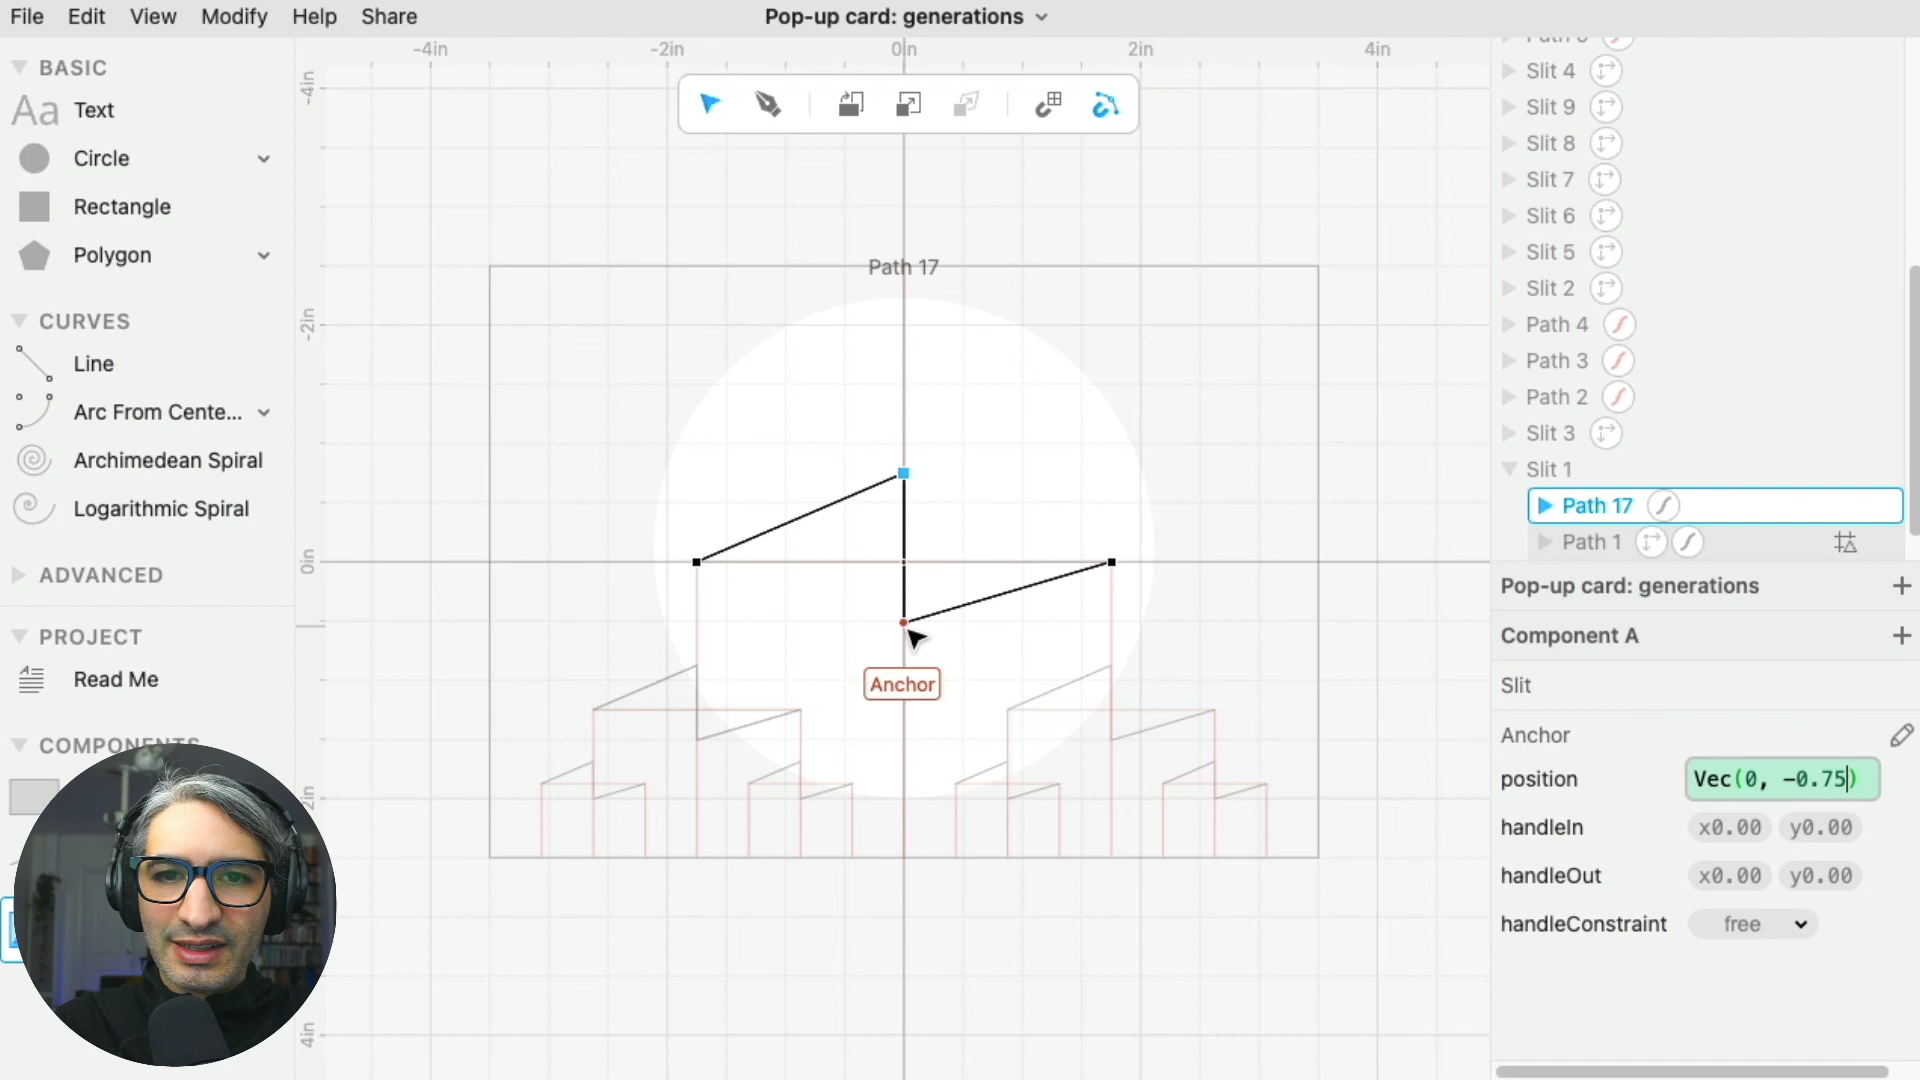 File Edit View Modify Help Share
Pop-up card: generations
BASIC
Aa Text
Circle
Rectangle
Polygon
CURVES
Line
Arc From Cente...
Archimedean Spiral
Logarithmic Spiral
ADVANCED
PROJECT
Read Me
COMPONENTS
-4in -2in 0in 2in 4in
-4in
-2in
0in
2in
4in
Path 17
Anchor
Slit 4
Slit 9
Slit 8
Slit 7
Slit 6
Slit 5
Slit 2
Path 4
Path 3
Path 2
Slit 3
Slit 1
Path 17
Path 1
Pop-up card: generations
Component A
Slit
Anchor
position Vec(0, -0.75)
handleIn x0.00 y0.00
handleOut x0.00 y0.00
handleConstraint free